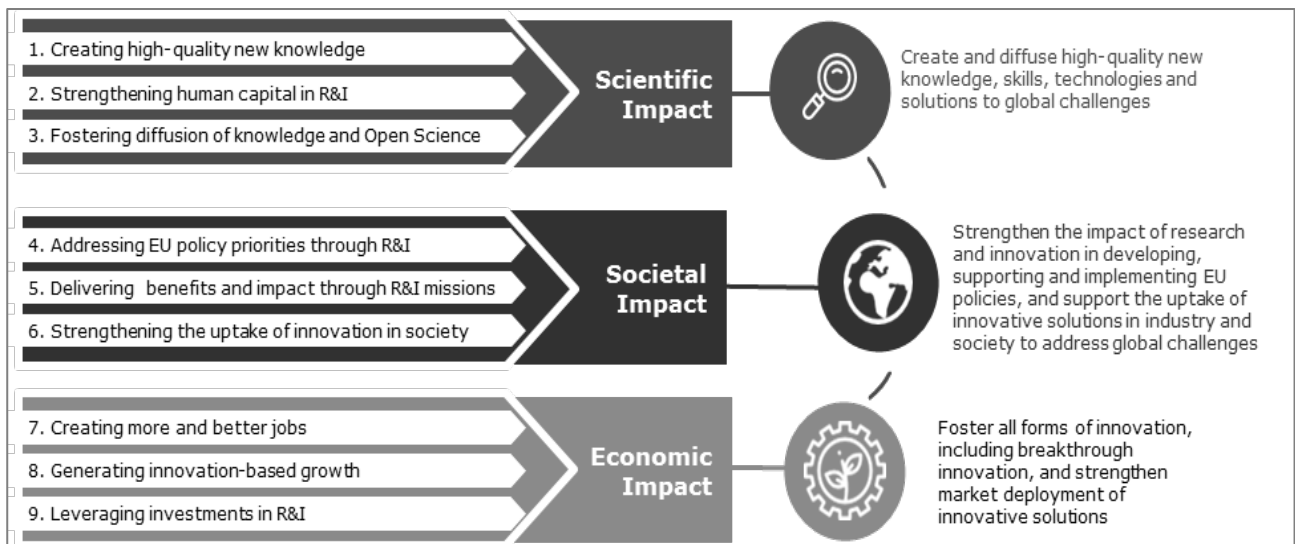 1. Creating high-quality new knowledge
2. Strengthening human capital in R&I
3. Fostering diffusion of knowledge and Open Science
Scientific
Impact
Create and diffuse high-quality new
knowledge, skills, technologies and
solutions to global challenges
4. Addressing EU policy priorities through R&I
5. Delivering benefits and impact through R&I missions
6. Strengthening the uptake of innovation in society
Societal
Impact
Strengthen the impact of research
and innovation in developing,
supporting and implementing EU
policies, and support the uptake of
innovative solutions in industry and
society to address global challenges
7. Creating more and better jobs
8. Generating innovation-based growth
9. Leveraging investments in R&I
Economic
Impact
Foster all forms of innovation,
including breakthrough
innovation, and strengthen
market deployment of
innovative solutions